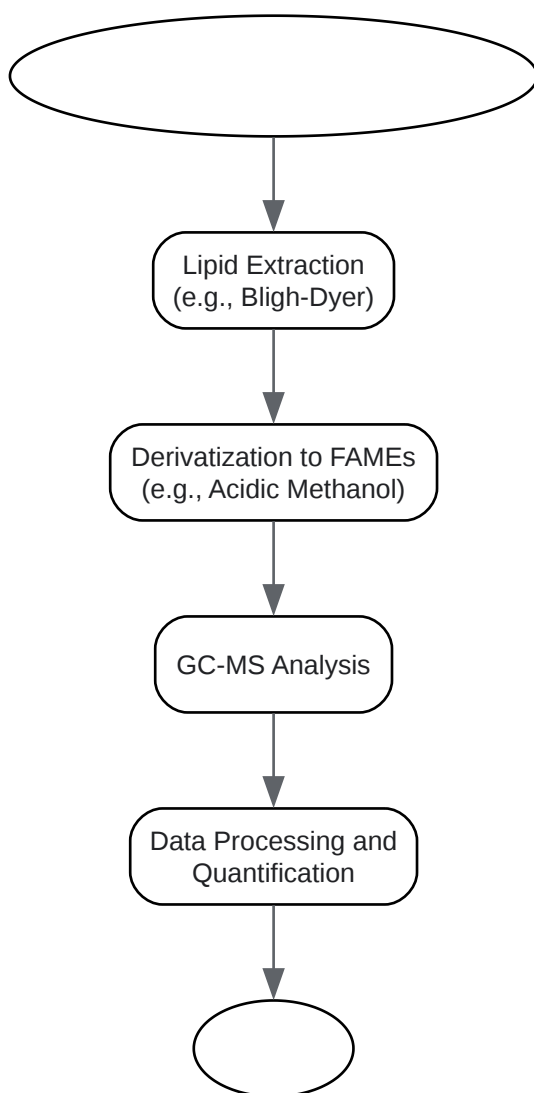 Lipid Extraction
(e.g., Bligh-Dyer)
Derivatization to FAMEs
(e.g., Acidic Methanol)
GC-MS Analysis
Data Processing and
Quantification